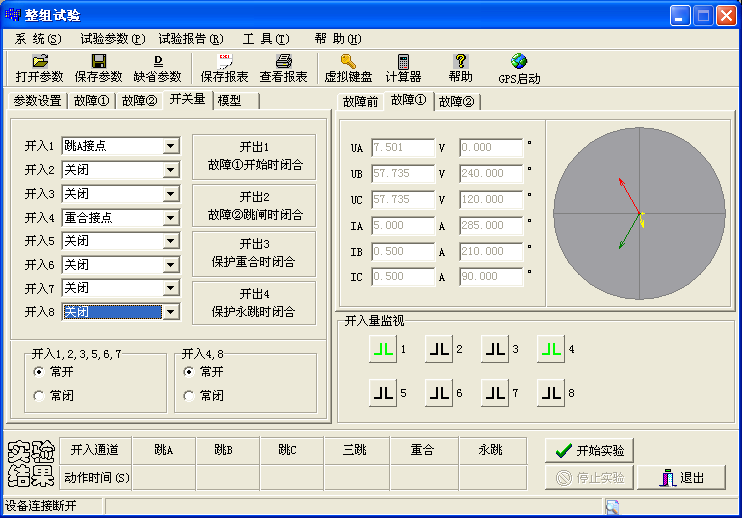 整组试验
系 统(S) 试验参数(P) 试验报告(R) 工 具(T) 帮 助(H)
打开参数 保存参数 缺省参数 保存报表 查看报表 虚拟键盘 计算器 帮助 GPS启动
参数设置 故障① 故障② 开关量 模型
开入1 跳A接点
开入2 关闭
开入3 关闭
开入4 重合接点
开入5 关闭
开入6 关闭
开入7 关闭
开入8 关闭
开出1
故障①开始时闭合
开出2
故障②跳闸时闭合
开出3
保护重合时闭合
开出4
保护永跳时闭合
开入1,2,3,5,6,7
常开
常闭
开入4,8
常开
常闭
故障前 故障① 故障②
UA 7.501 V 0.000 °
UB 57.735 V 240.000 °
UC 57.735 V 120.000 °
IA 5.000 A 285.000 °
IB 0.500 A 210.000 °
IC 0.500 A 90.000 °
开入量监视
1 2 3 4
5 6 7 8
实验
结果
开入通道 跳A 跳B 跳C 三跳 重合 永跳
动作时间(S)
开始实验
停止实验 退出
设备连接断开